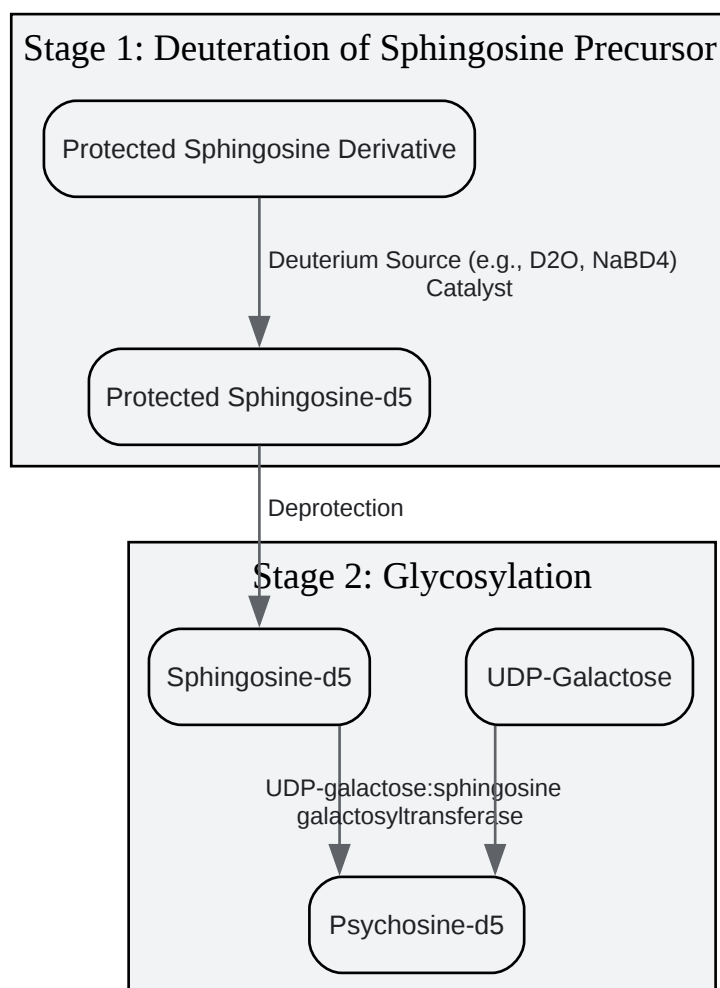 Stage 1: Deuteration of Sphingosine Precursor
Protected Sphingosine Derivative
Deuterium Source (e.g., D2O, NaBD4)
Catalyst
Protected Sphingosine-d5
Deprotection
Stage 2: Glycosylation
Sphingosine-d5
UDP-Galactose
UDP-galactose:sphingosine
galactosyltransferase
Psychosine-d5